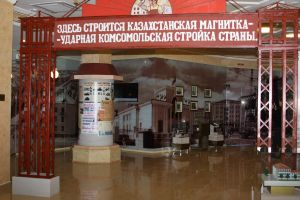 ЗДЕСЬ СТРОИТСЯ КАЗАХСТАНСКАЯ МАГНИТКА-
-УДАРНАЯ КОМСОМОЛЬСКАЯ СТРОЙКА СТРАНЫ.